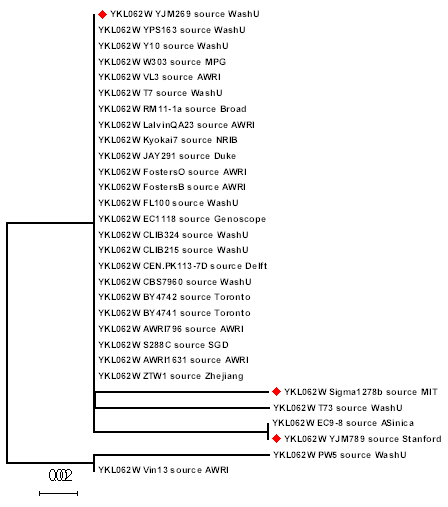 YKL062W YJM269 source WashU
YKL062W YPS163 source WashU
YKL062W Y10 source WashU
YKL062W W303 source MPG
YKL062W VL3 source AWRI
YKL062W T7 source WashU
YKL062W RM11-1a source Broad
YKL062W LalvinQA23 source AWRI
YKL062W Kyokai7 source NRIB
YKL062W JAY291 source Duke
YKL062W FostersO source AWRI
YKL062W FostersB source AWRI
YKL062W FL100 source WashU
YKL062W EC1118 source Genoscope
YKL062W CLIB324 source WashU
YKL062W CLIB215 source WashU
YKL062W CEN.PK113-7D source Delft
YKL062W CBS7960 source WashU
YKL062W BY4742 source Toronto
YKL062W BY4741 source Toronto
YKL062W AWRI796 source AWRI
YKL062W S288C source SGD
YKL062W AWRI1631 source AWRI
YKL062W ZTW1 source Zhejiang
YKL062W Sigma1278b source MIT
YKL062W T73 source WashU
YKL062W EC9-8 source ASinica
YKL062W YJM789 source Stanford
YKL062W PW5 source WashU
YKL062W Vin13 source AWRI